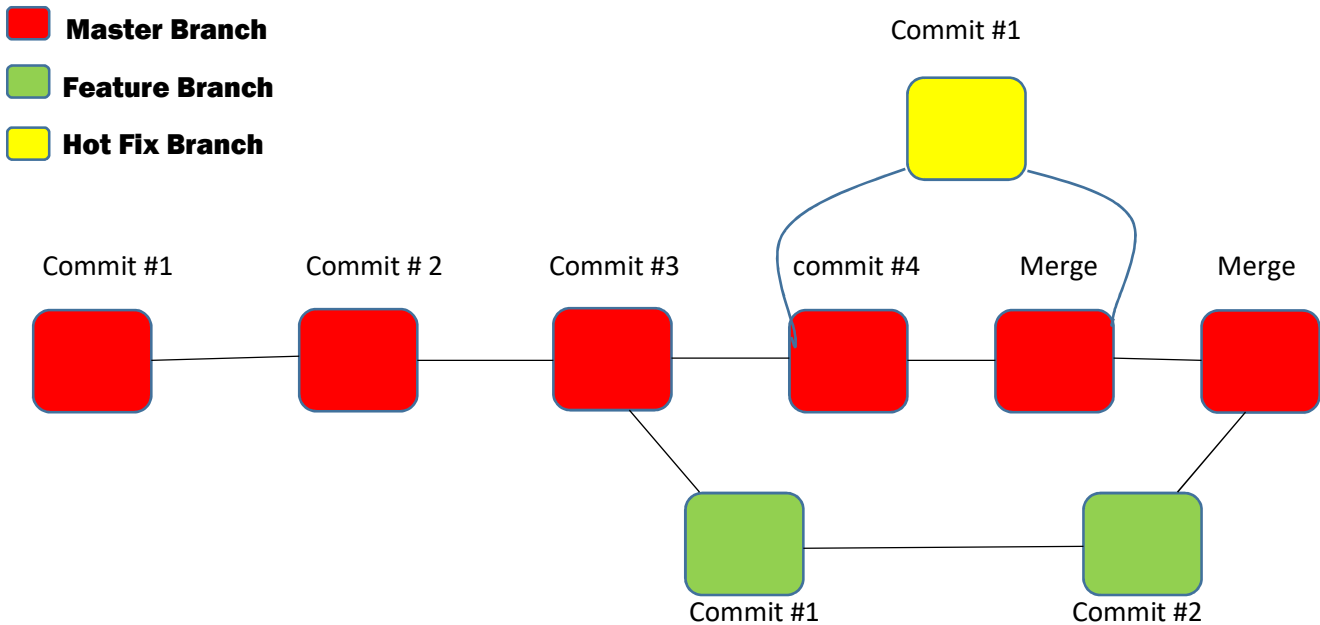 Master Branch
Feature Branch
Hot Fix Branch
Commit #1
Commit #1
Commit # 2
Commit #3
commit #4
Merge
Merge
Commit #1
Commit #2